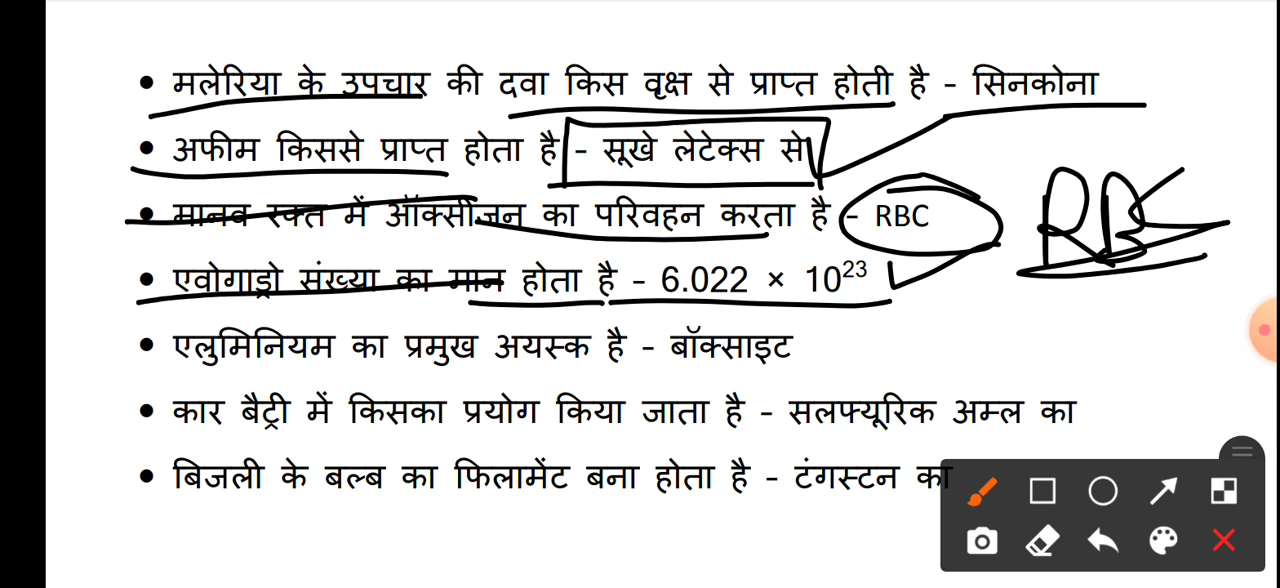 • मलेरिया के उपचार की दवा किस वृक्ष से प्राप्त होती है - सिनकोना
• अफीम किससे प्राप्त होता है - सूखे लेटेक्स से
• मानव रक्त में ऑक्सीजन का परिवहन करता है - RBC
RBC
• एवोगाड्रो संख्या का मान होता है - 6.022 × 10²³
• एलुमिनियम का प्रमुख अयस्क है - बॉक्साइट
• कार बैट्री में किसका प्रयोग किया जाता है - सलफ्यूरिक अम्ल का
• बिजली के बल्ब का फिलामेंट बना होता है - टंगस्टन का